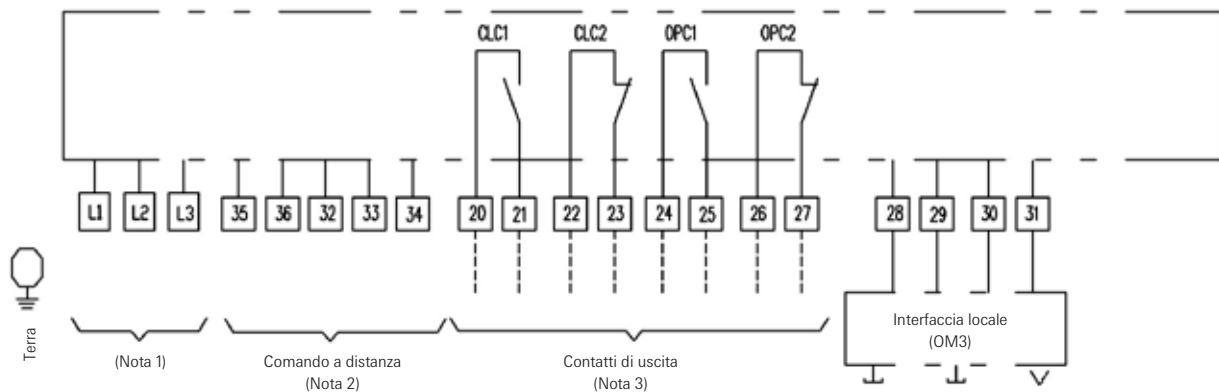 CLC1 CLC2 OPC1 OPC2
L1 L2 L3 35 36 32 33 34 20 21 22 23 24 25 26 27 28 29 30 31
Terra
(Nota 1)
Comando a distanza
(Nota 2)
Contatti di uscita
(Nota 3)
Interfaccia locale
(OM3)